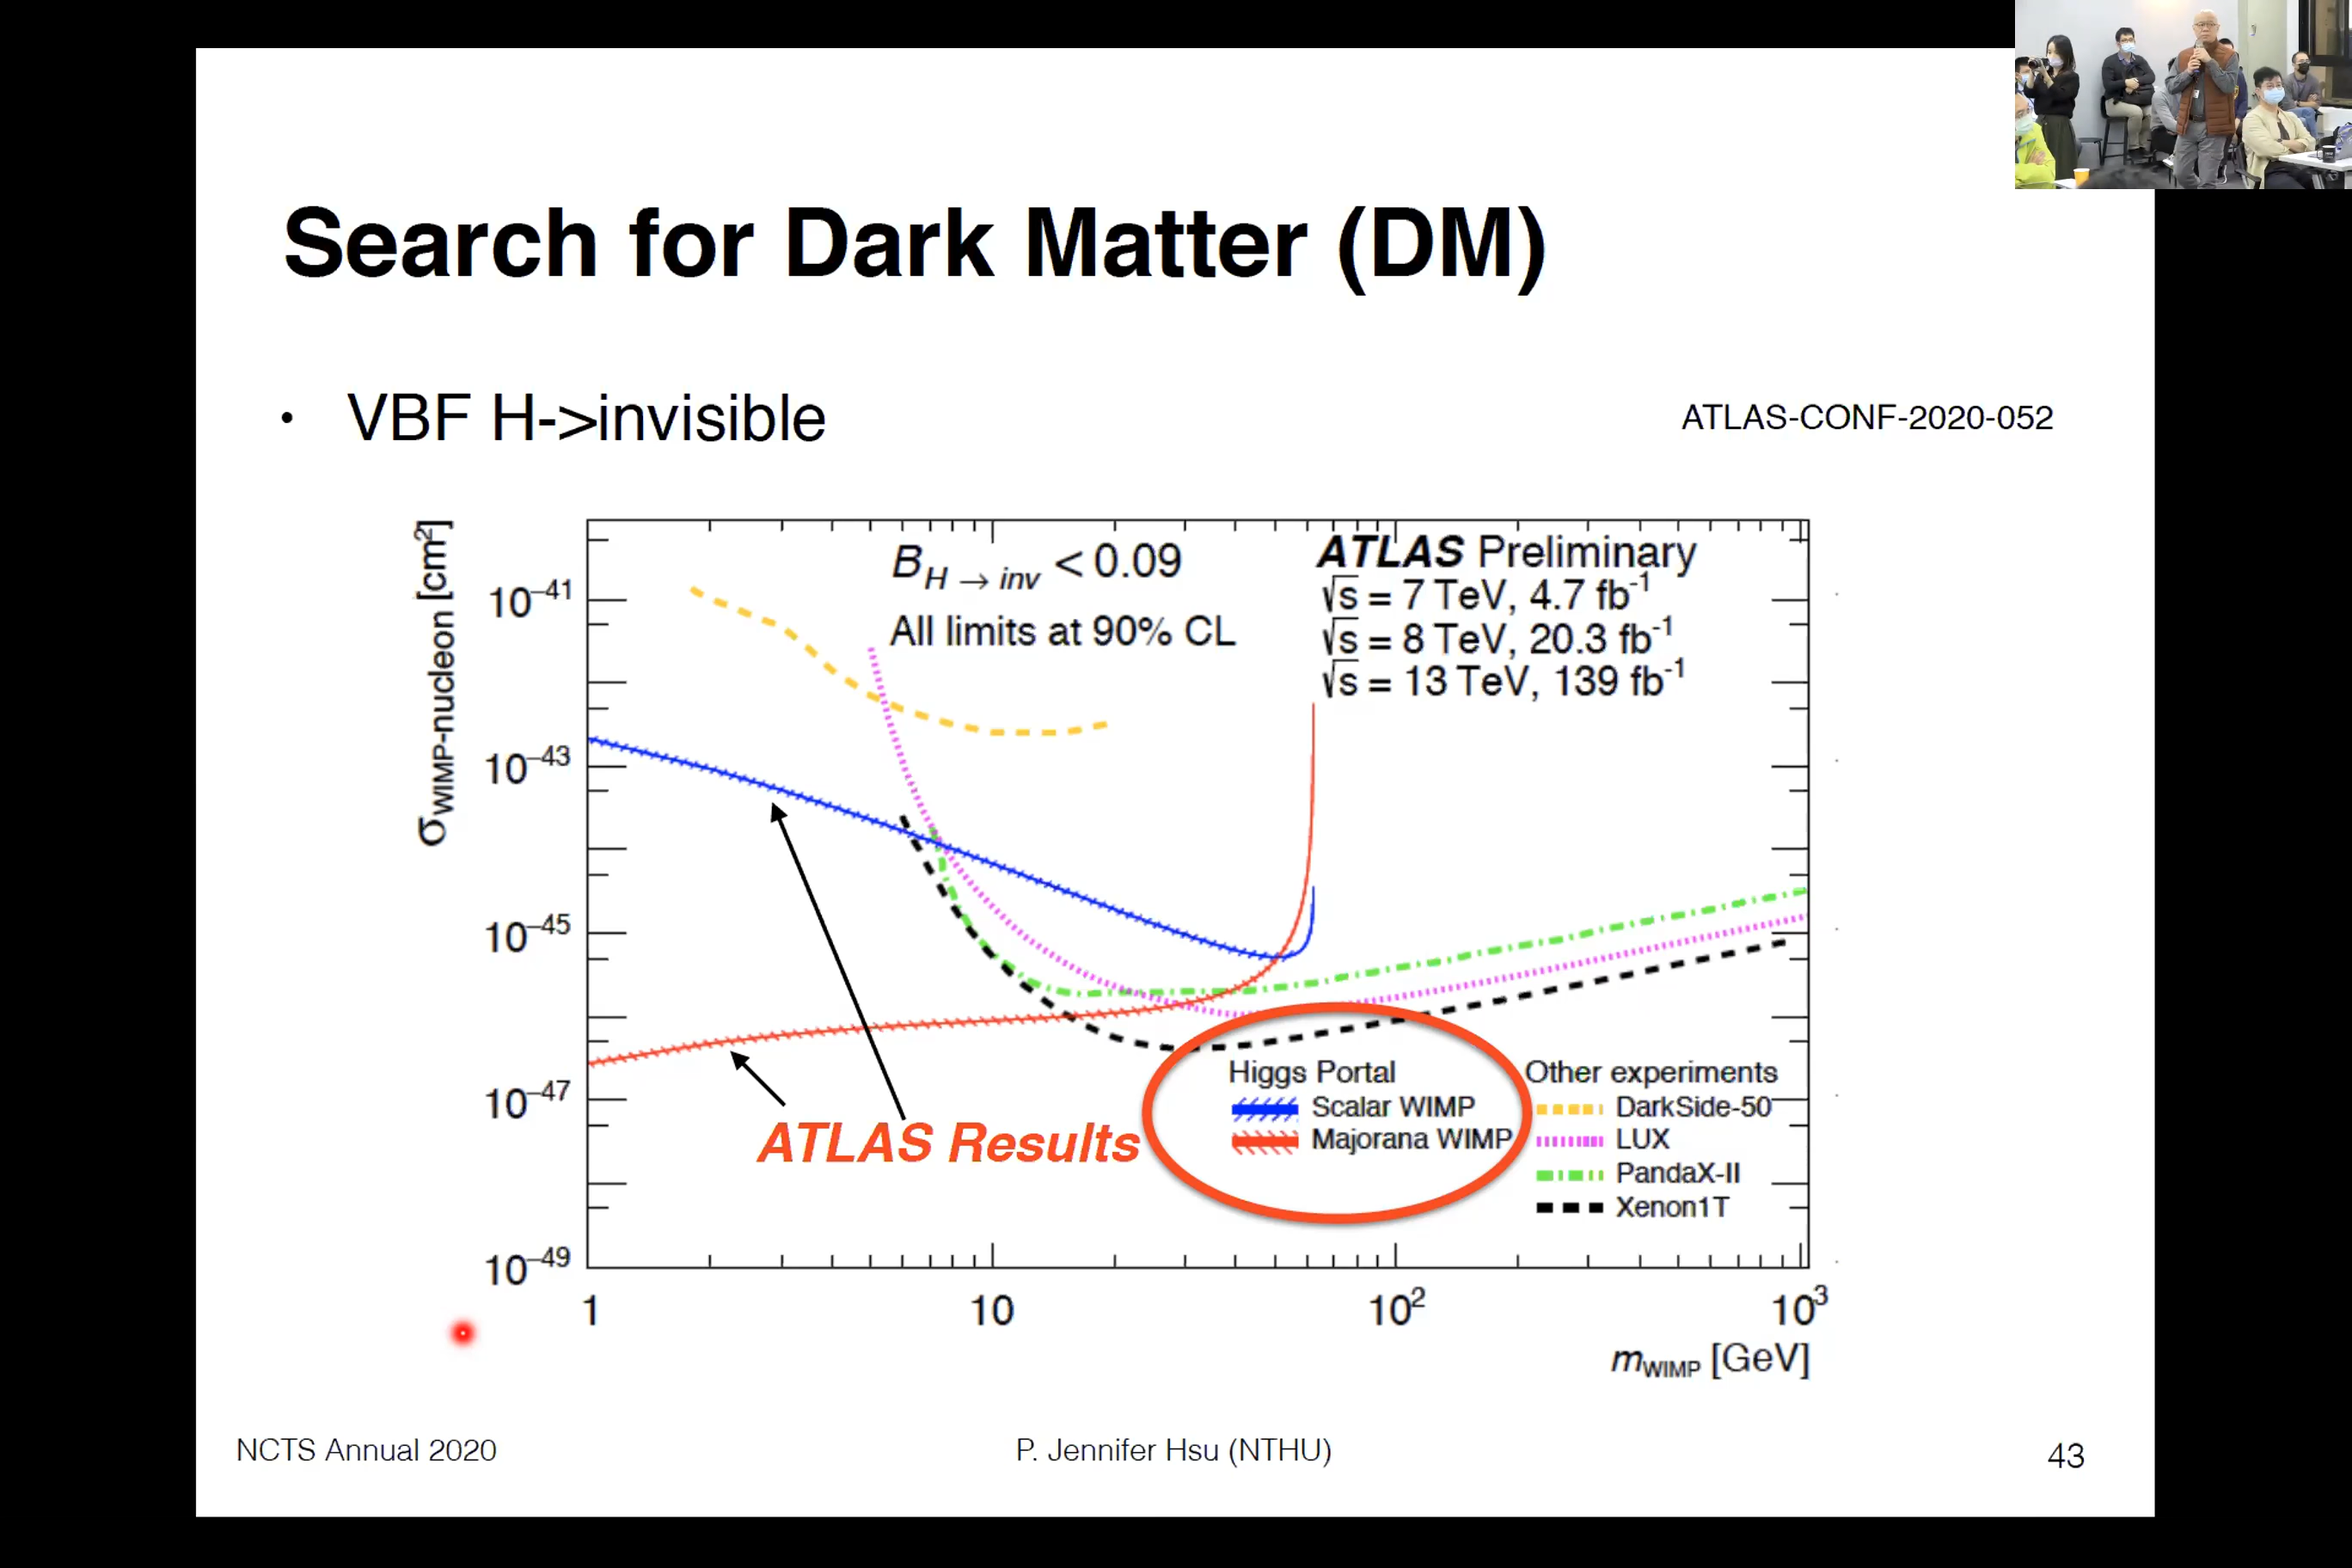 Search for Dark Matter (DM)
• VBF H->invisible
ATLAS-CONF-2020-052
σWIMP-nucleon [cm²]
B H → inv < 0.09
All limits at 90% CL
ATLAS Preliminary
√s = 7 TeV, 4.7 fb⁻¹
√s = 8 TeV, 20.3 fb⁻¹
√s = 13 TeV, 139 fb⁻¹
10⁻⁴¹
10⁻⁴³
10⁻⁴⁵
10⁻⁴⁷
10⁻⁴⁹
ATLAS Results
Higgs Portal
Scalar WIMP
Majorana WIMP
Other experiments
DarkSide-50
LUX
PandaX-II
Xenon1T
1 10 10² 10³
mWIMP [GeV]
NCTS Annual 2020
P. Jennifer Hsu (NTHU)
43